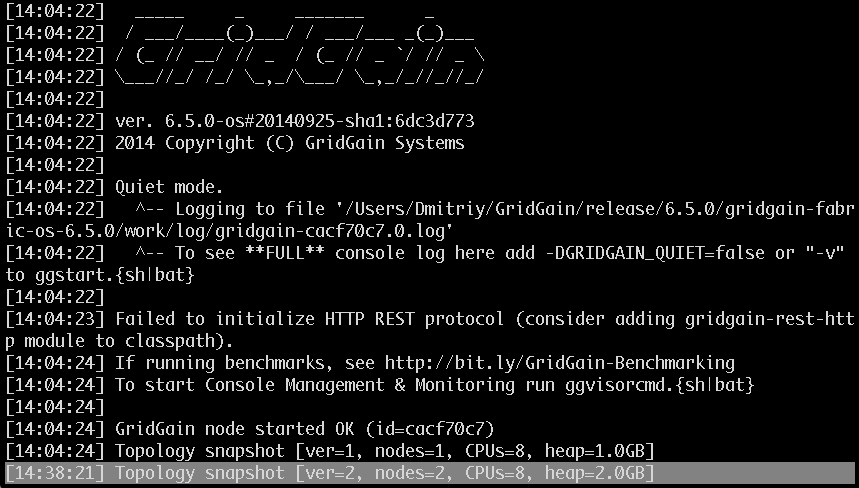 [14:04:22]    _____     _     _______      _
[14:04:22]   / ___/____(_)___/ / ___/___ _(_)___
[14:04:22]  / (_ // __/ // _  / (_ // _ `/ // _ \
[14:04:22]  \___//_/ /_/ \_,_/\___/ \_,_/_//_//_/
[14:04:22]
[14:04:22] ver. 6.5.0-os#20140925-sha1:6dc3d773
[14:04:22] 2014 Copyright (C) GridGain Systems
[14:04:22]
[14:04:22] Quiet mode.
[14:04:22]   ^-- Logging to file '/Users/Dmitriy/GridGain/release/6.5.0/gridgain-fabr
ic-os-6.5.0/work/log/gridgain-cacf70c7.0.log'
[14:04:22]   ^-- To see **FULL** console log here add -DGRIDGAIN_QUIET=false or "-v"
to ggstart.{sh|bat}
[14:04:22]
[14:04:23] Failed to initialize HTTP REST protocol (consider adding gridgain-rest-htt
p module to classpath).
[14:04:24] If running benchmarks, see http://bit.ly/GridGain-Benchmarking
[14:04:24] To start Console Management & Monitoring run ggvisorcmd.{sh|bat}
[14:04:24]
[14:04:24] GridGain node started OK (id=cacf70c7)
[14:04:24] Topology snapshot [ver=1, nodes=1, CPUs=8, heap=1.0GB]
[14:38:21] Topology snapshot [ver=2, nodes=2, CPUs=8, heap=2.0GB]